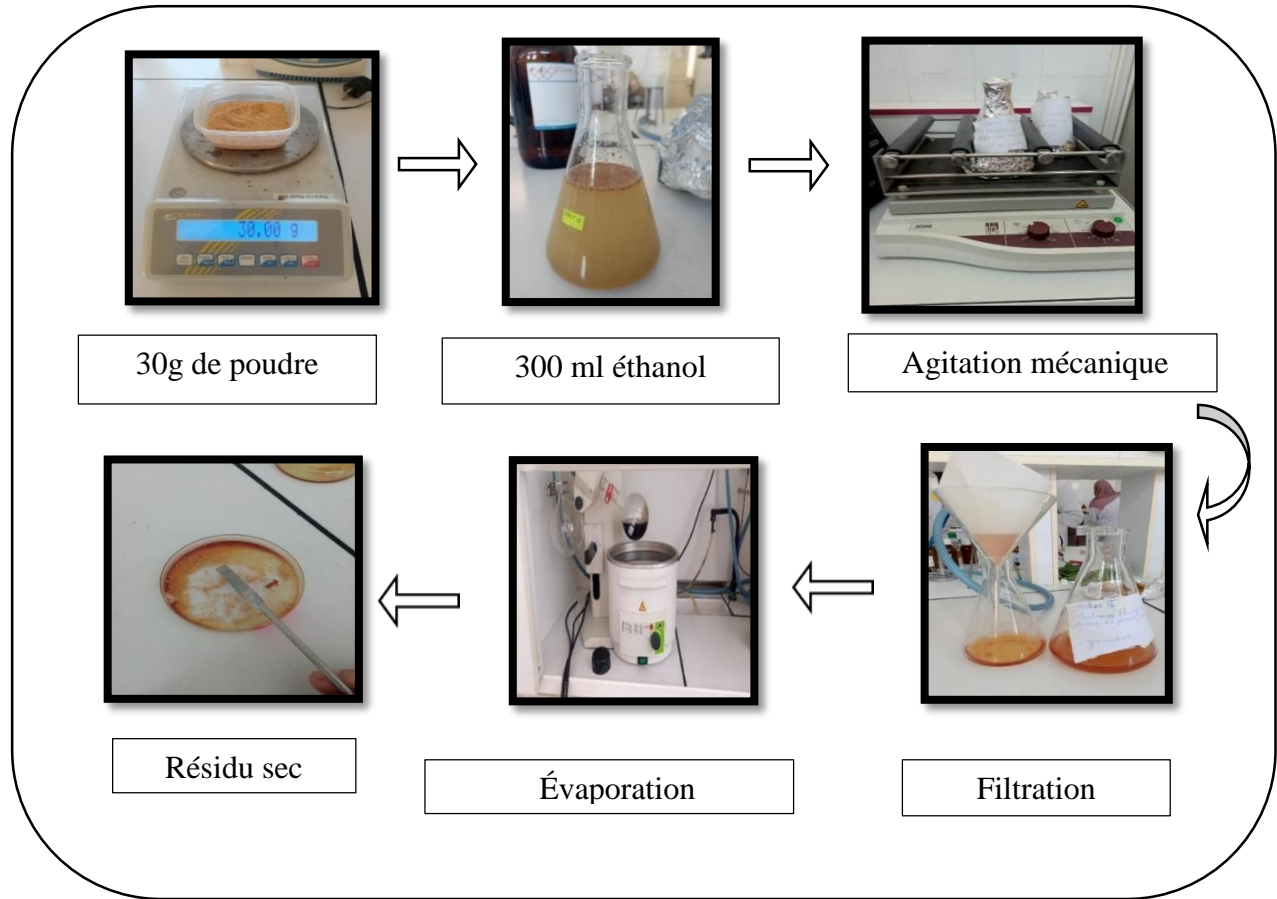 30.00 g
30g de poudre
300 ml éthanol
Agitation mécanique
Résidu sec
Évaporation
Filtration